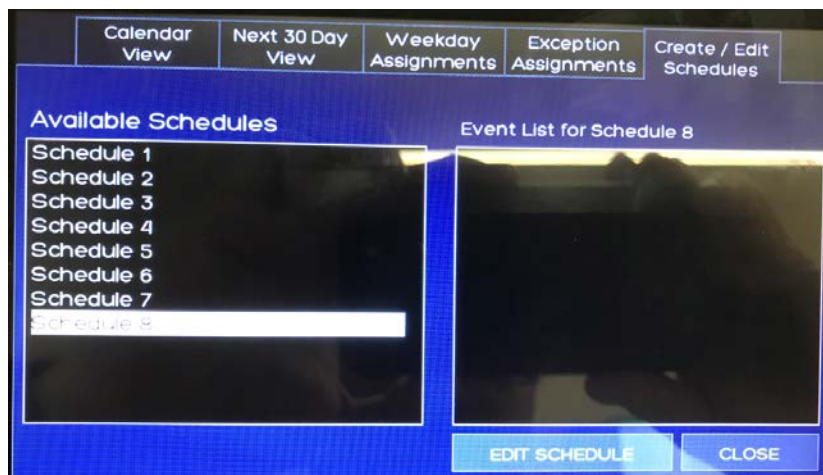 Calendar View
Next 30 Day View
Weekday Assignments
Exception Assignments
Create / Edit Schedules
Available Schedules
Schedule 1
Schedule 2
Schedule 3
Schedule 4
Schedule 5
Schedule 6
Schedule 7
Schedule 8
Event List for Schedule 8
EDIT SCHEDULE
CLOSE